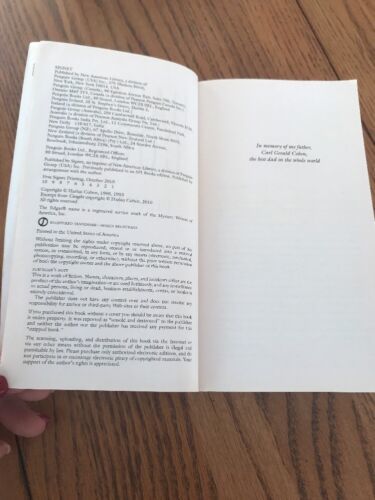 SIGNET
Published by New American Library, a division of
Penguin Group (USA) Inc., 375 Hudson Street,
New York, New York 10014, USA
Penguin Group (Canada), 90 Eglinton Avenue East, Suite 700, Toronto,
Ontario M4P 2Y3, Canada (a division of Pearson Penguin Canada Inc.)
Penguin Books Ltd., 80 Strand, London WC2R 0RL, England
Penguin Ireland, 25 St. Stephen's Green, Dublin 2,
Ireland (a division of Penguin Books Ltd.)
Penguin Group (Australia), 250 Camberwell Road, Camberwell, Victoria 3124,
Australia (a division of Pearson Australia Group Pty. Ltd.)
Penguin Books India Pvt. Ltd., 11 Community Centre, Panchsheel Park,
New Delhi - 110 017, India
Penguin Group (NZ), 67 Apollo Drive, Rosedale, North Shore 0632,
New Zealand (a division of Pearson New Zealand Ltd.)
Penguin Books (South Africa) (Pty.) Ltd., 24 Sturdee Avenue,
Rosebank, Johannesburg 2196, South Africa
Penguin Books Ltd., Registered Offices:
80 Strand, London WC2R 0RL, England
Published by Signet, an imprint of New American Library, a division of Penguin
Group (USA) Inc. Previously published in an edition. Published by
arrangement with the author.
First Signet Printing, October 2010
10 9 8 7 6 5 4 3 2 1
Copyright © Harlan Coben, 1990, 2010
Excerpt from Caught copyright © Harlan Coben, 2010
All rights reserved
The Edgar® name is a registered service mark of the Mystery Writers of
America, Inc.
REGISTERED TRADEMARK—MARCA REGISTRADA
Printed in the United States of America
Without limiting the rights under copyright reserved above, no part of this
publication may be reproduced, stored in or introduced into a retrieval
system, or transmitted, in any form, or by any means (electronic, mechanical,
photocopying, recording, or otherwise), without the prior written permission
of both the copyright owner and the above publisher of this book.
PUBLISHER'S NOTE
This is a work of fiction. Names, characters, places, and incidents either are the
product of the author's imagination or are used fictitiously, and any resemblance
to actual persons, living or dead, business establishments, events, or locales is
entirely coincidental.
The publisher does not have any control over and does not assume any
responsibility for author or third-party Web sites or their content.
If you purchased this book without a cover you should be aware that this book
is stolen property. It was reported as "unsold and destroyed" to the publisher
and neither the author nor the publisher has received any payment for this
"stripped book."
The scanning, uploading, and distribution of this book via the Internet or
via any other means without the permission of the publisher is illegal and
punishable by law. Please purchase only authorized electronic editions, and do
not participate in or encourage electronic piracy of copyrighted materials. Your
support of the author's rights is appreciated.
In memory of my father,
Carl Gerald Coben,
the best dad in the whole world